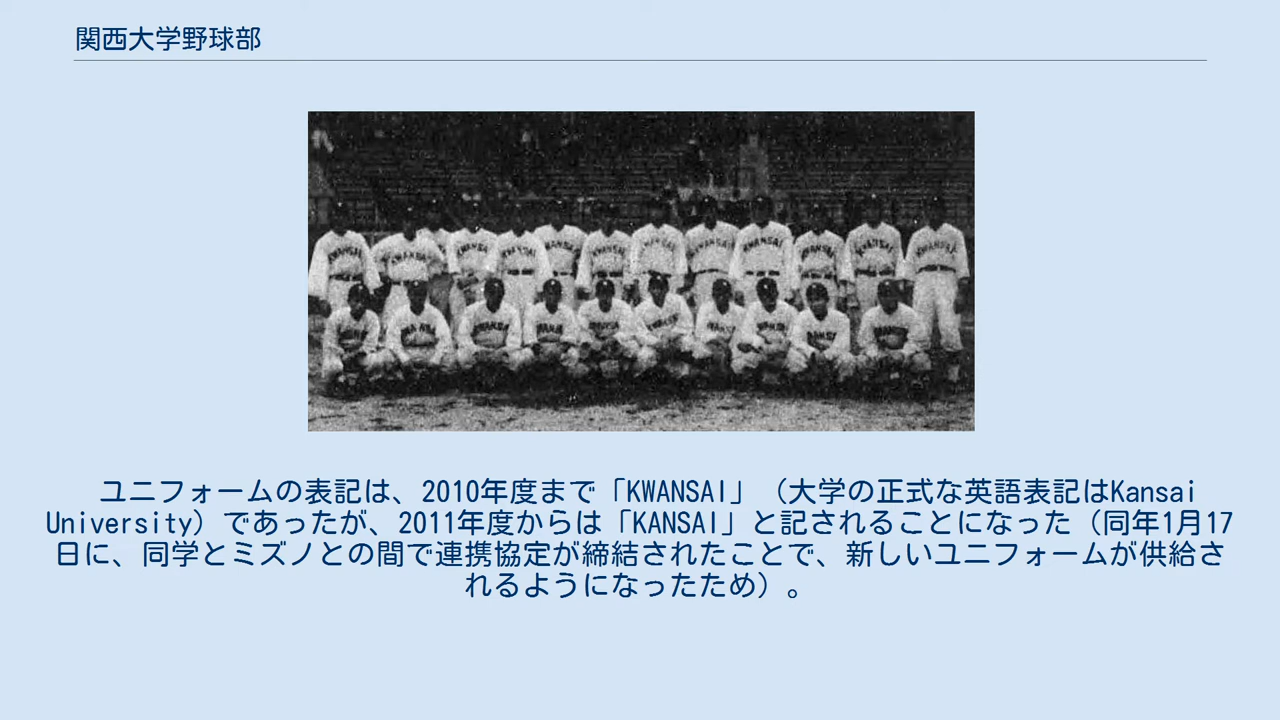 関西大学野球部
KWANSAI
ユニフォームの表記は、2010年度まで「KWANSAI」（大学の正式な英語表記はKansai
University）であったが、2011年度からは「KANSAI」と記されることになった（同年1月17
日に、同学とミズノとの間で連携協定が締結されたことで、新しいユニフォームが供給さ
れるようになったため）。